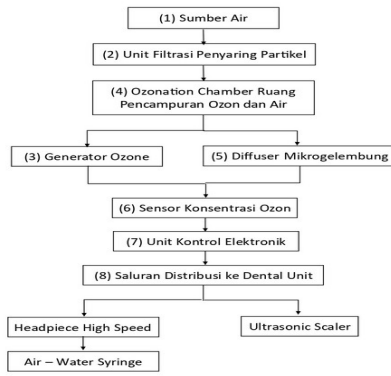 (1) Sumber Air
(2) Unit Filtrasi Penyaring Partikel
(4) Ozonation Chamber Ruang
Pencampuran Ozon dan Air
(3) Generator Ozone
(5) Diffuser Mikrogelembung
(6) Sensor Konsentrasi Ozon
(7) Unit Kontrol Elektronik
(8) Saluran Distribusi ke Dental Unit
Headpiece High Speed
Ultrasonic Scaler
Air – Water Syringe